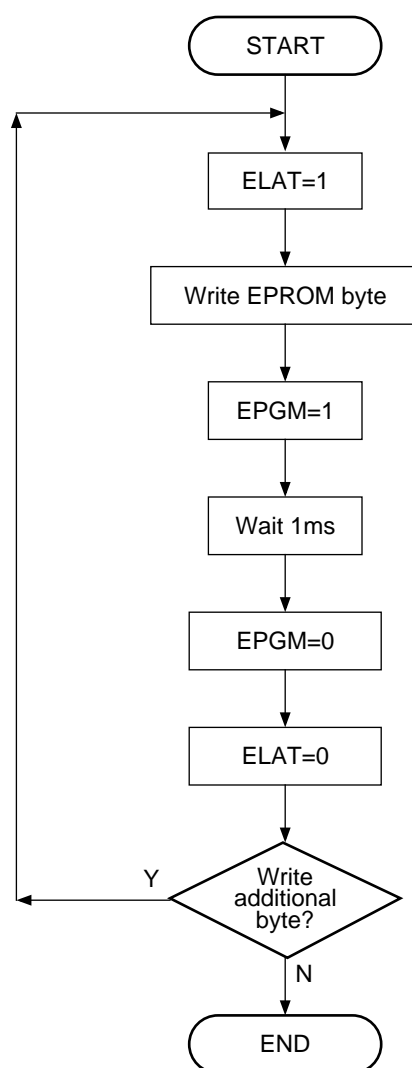 START
ELAT=1
Write EPROM byte
EPGM=1
Wait 1ms
EPGM=0
ELAT=0
Y
Write
additional
byte?
N
END